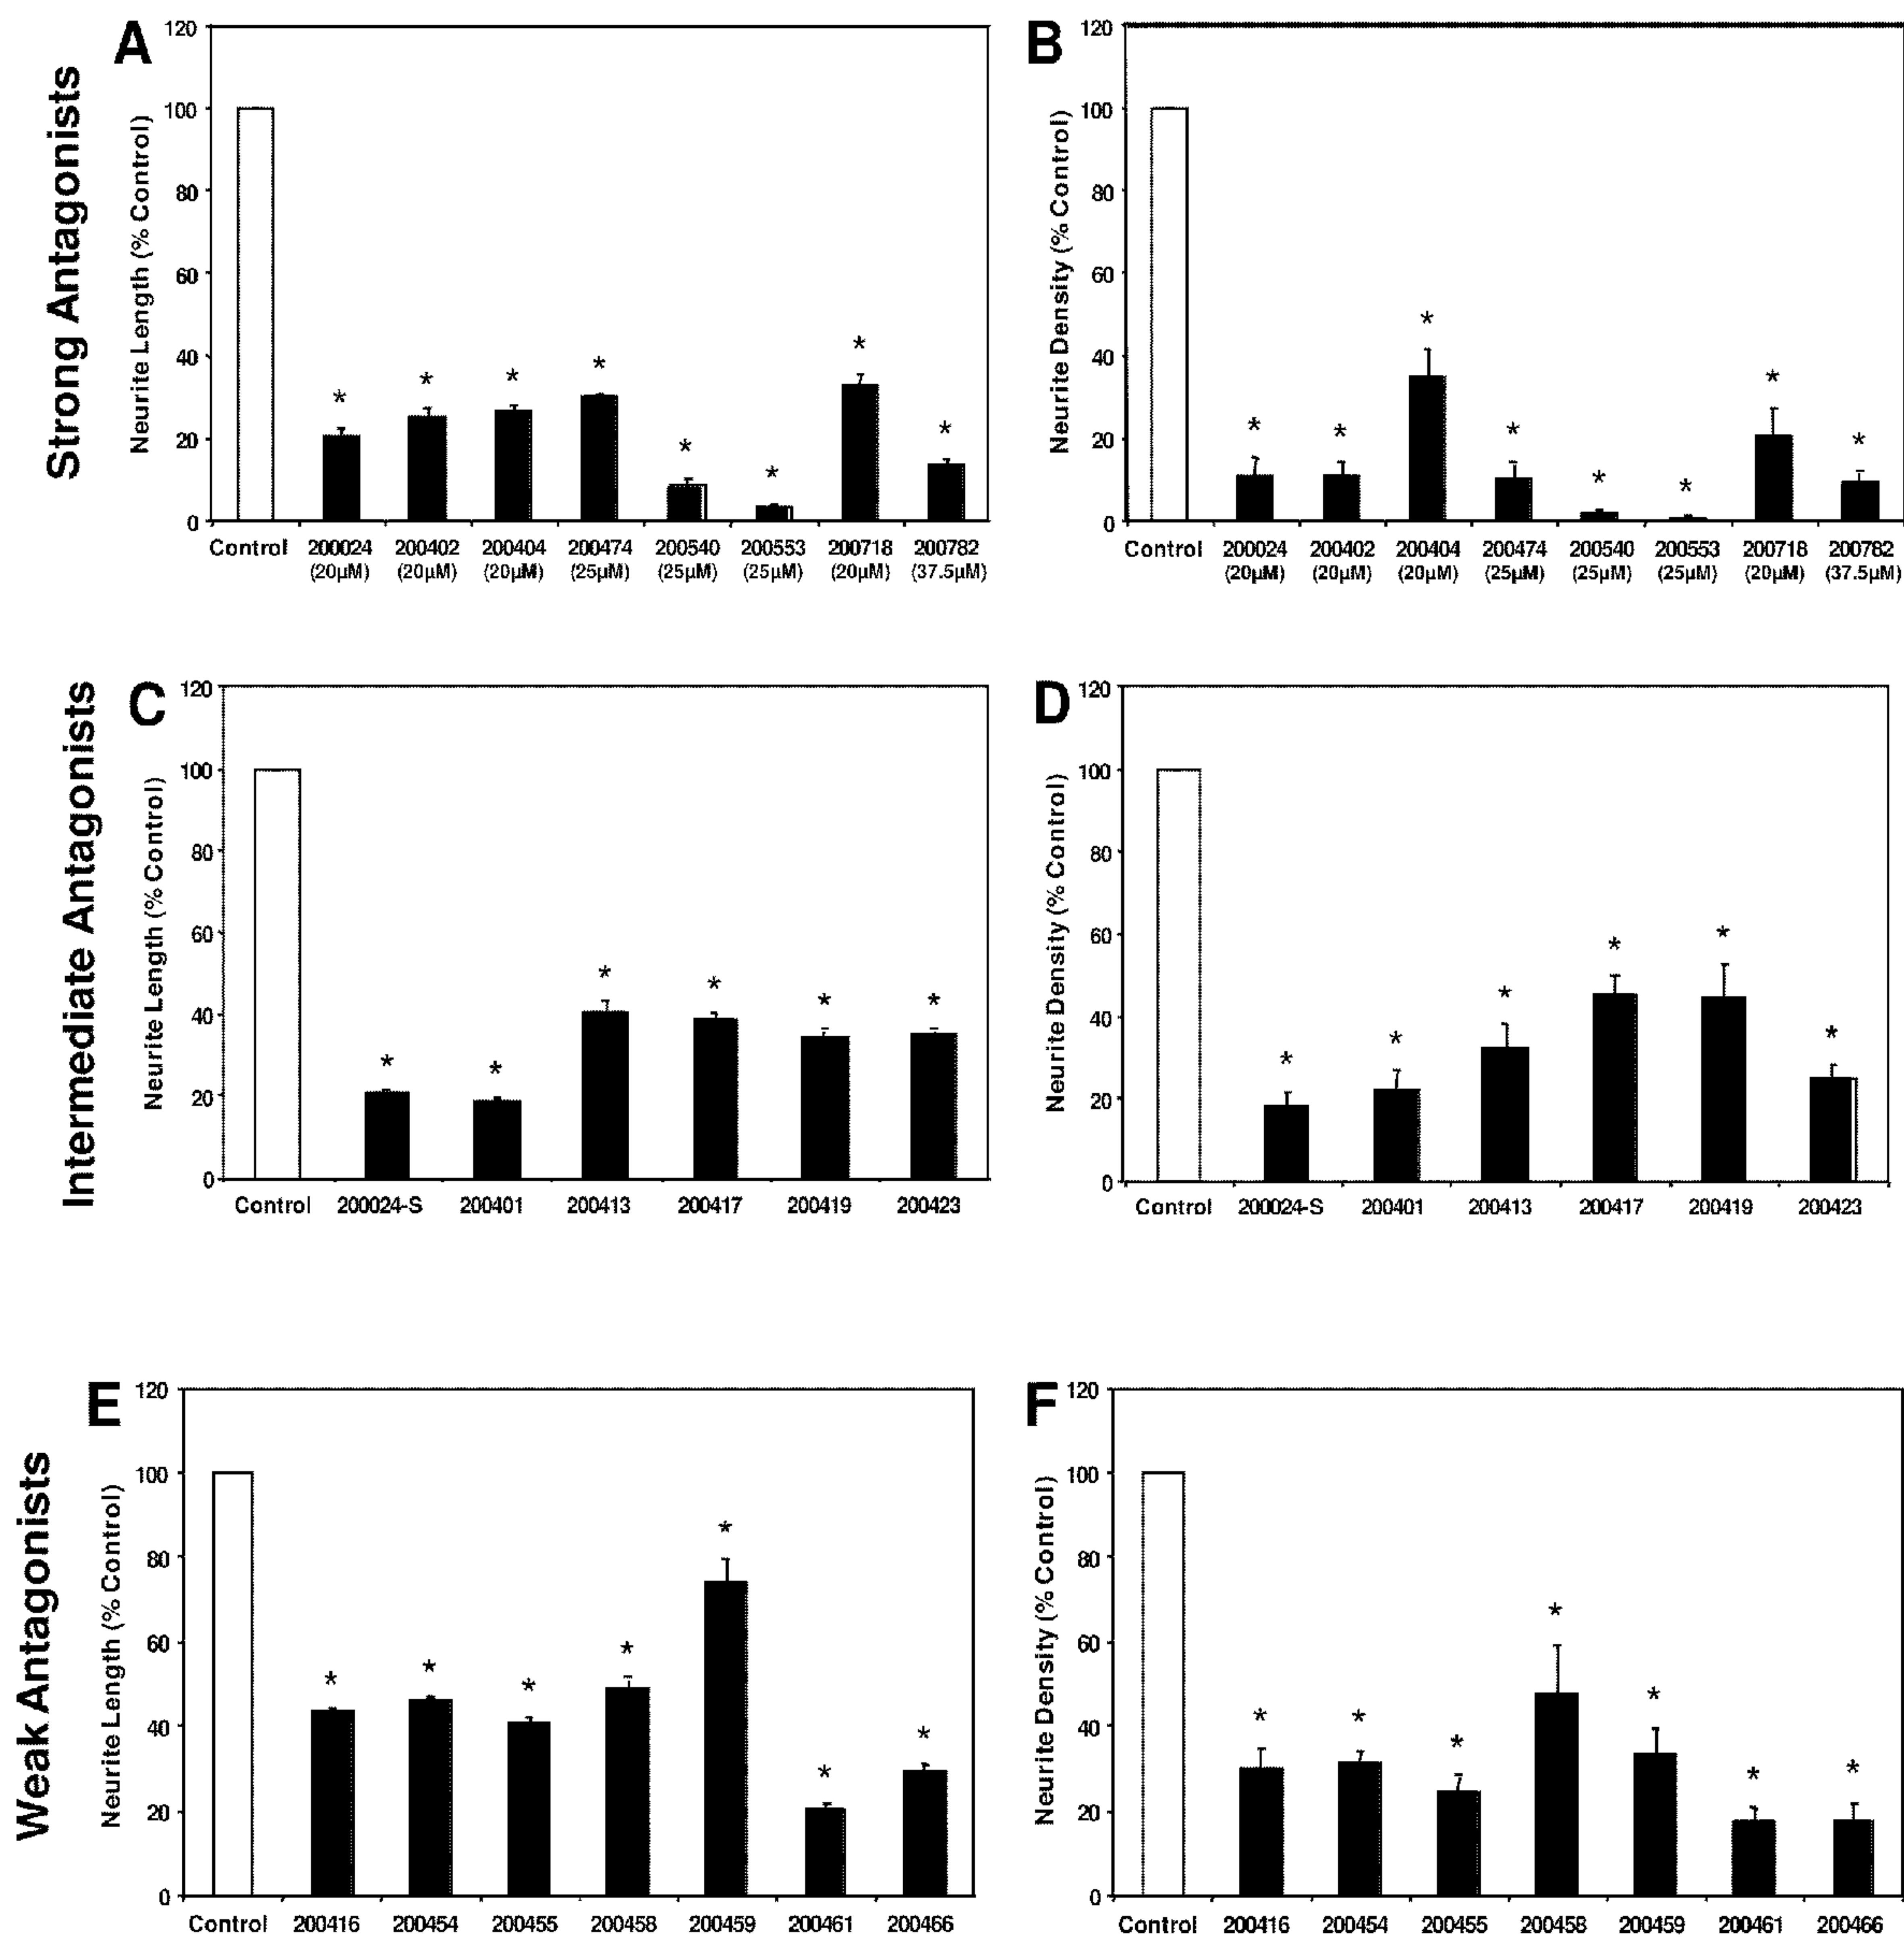 Strong Antagonists
A
Neurite Length (% Control)
120
100
80
60
40
20
0
* * * * * * * *
Control 200024 200402 200404 200474 200540 200553 200718 200782
(20µM) (20µM) (20µM) (25µM) (25µM) (25µM) (20µM) (37.5µM)
B
Neurite Density (% Control)
120
100
80
60
40
20
0
* * * * * * * *
Control 200024 200402 200404 200474 200540 200553 200718 200782
(20µM) (20µM) (20µM) (25µM) (25µM) (25µM) (20µM) (37.5µM)
Intermediate Antagonists
C
Neurite Length (% Control)
120
100
80
60
40
20
0
* * * * * *
Control 200024-S 200401 200413 200417 200419 200423
D
Neurite Density (% Control)
120
100
80
60
40
20
0
* * * * * *
Control 200024-S 200401 200413 200417 200419 200423
Weak Antagonists
E
Neurite Length (% Control)
120
100
80
60
40
20
0
* * * * * * *
Control 200416 200454 200455 200458 200459 200461 200466
F
Neurite Density (% Control)
120
100
80
60
40
20
0
* * * * * * *
Control 200416 200454 200455 200458 200459 200461 200466